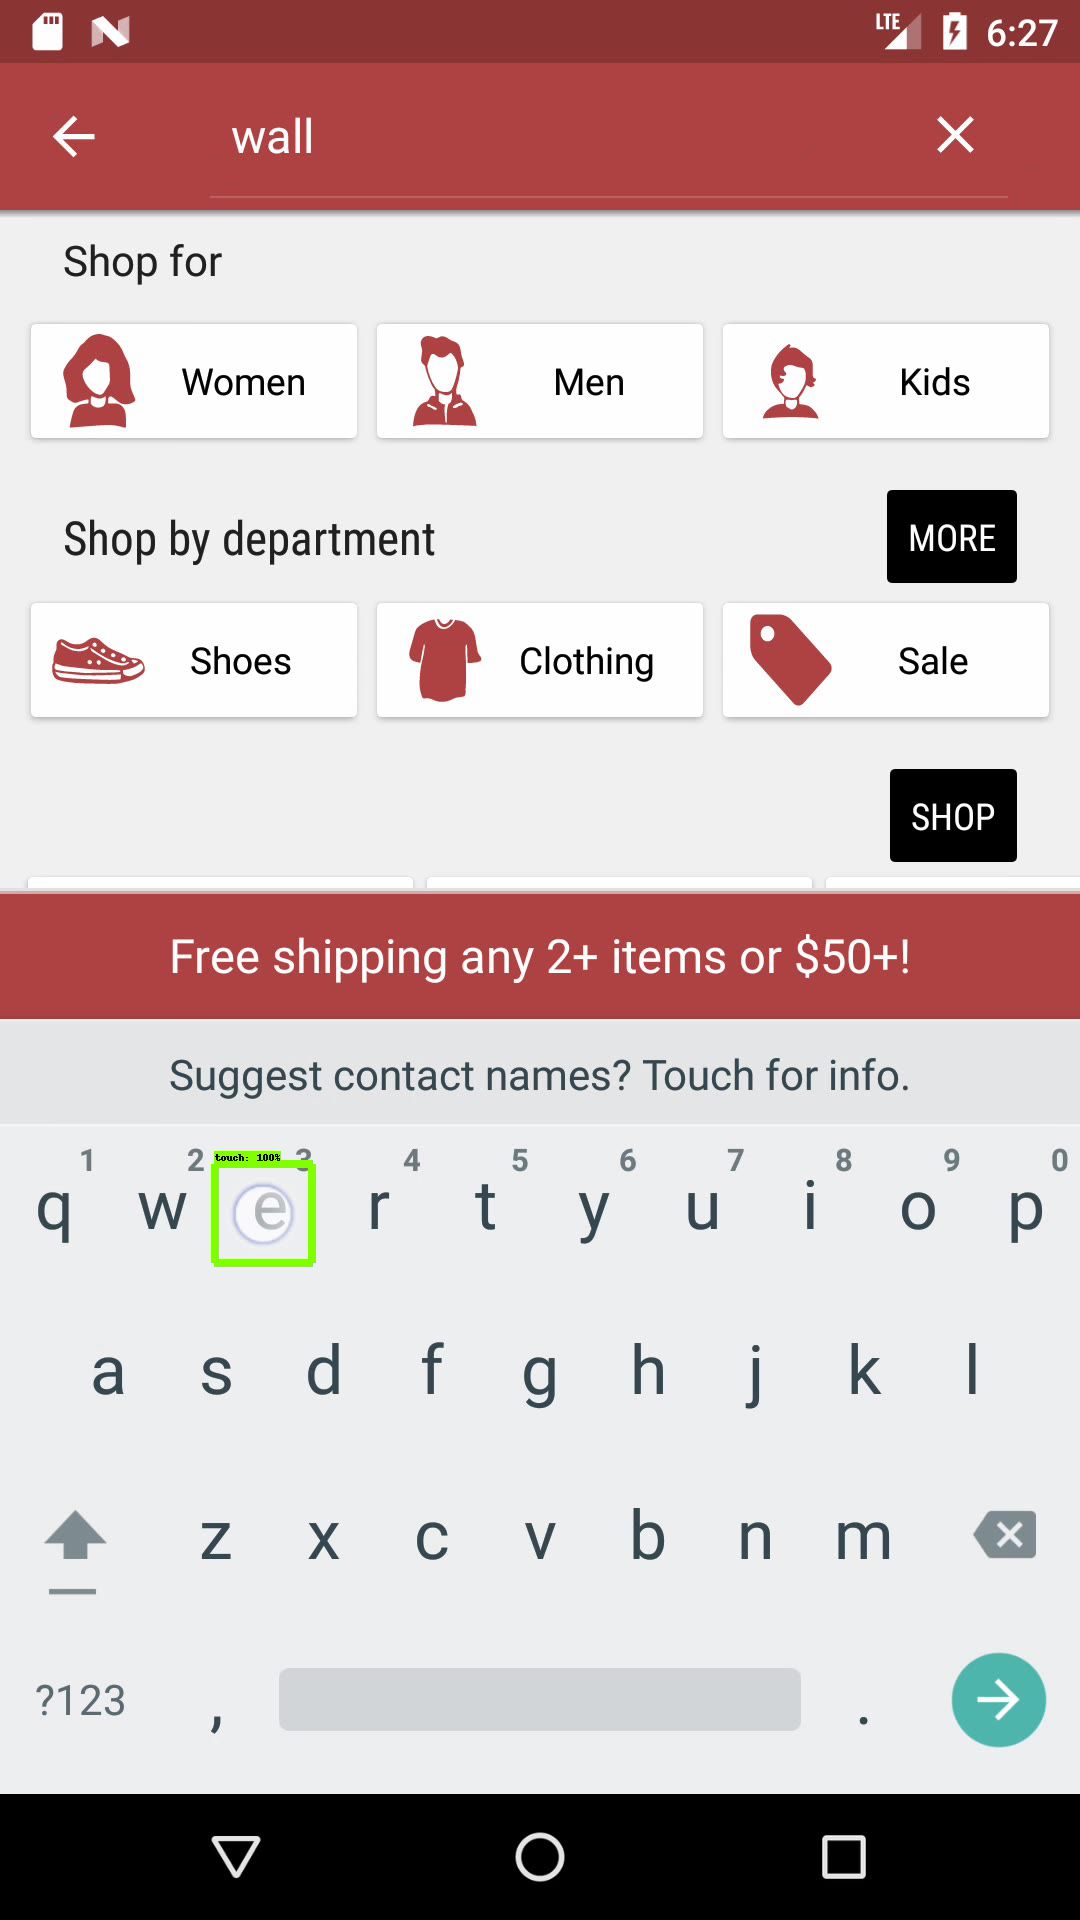 LTE 6:27
wall
Shop for
Women Men Kids
Shop by department MORE
Shoes Clothing Sale
SHOP
Free shipping any 2+ items or $50+!
Suggest contact names? Touch for info.
touch: 100%
1 2 3 4 5 6 7 8 9 0
q w e r t y u i o p
a s d f g h j k l
z x c v b n m
?123 , .